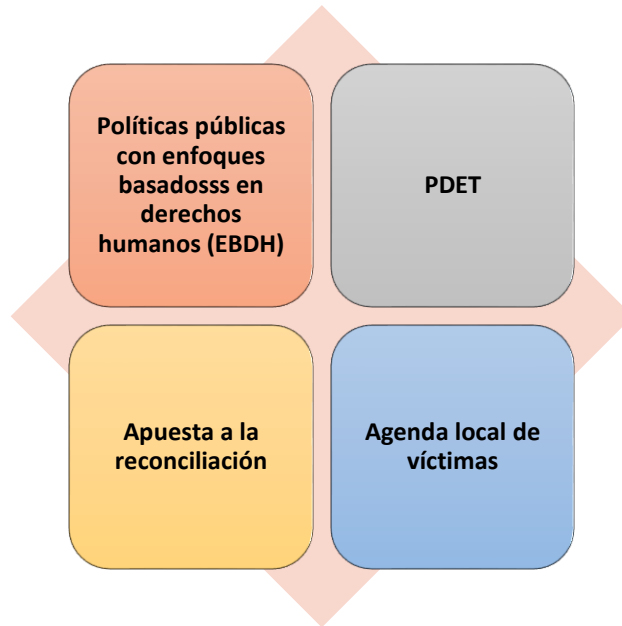 Políticas públicas
con enfoques
basadosss en
derechos
humanos (EBDH)
PDET
Apuesta a la
reconciliación
Agenda local de
víctimas